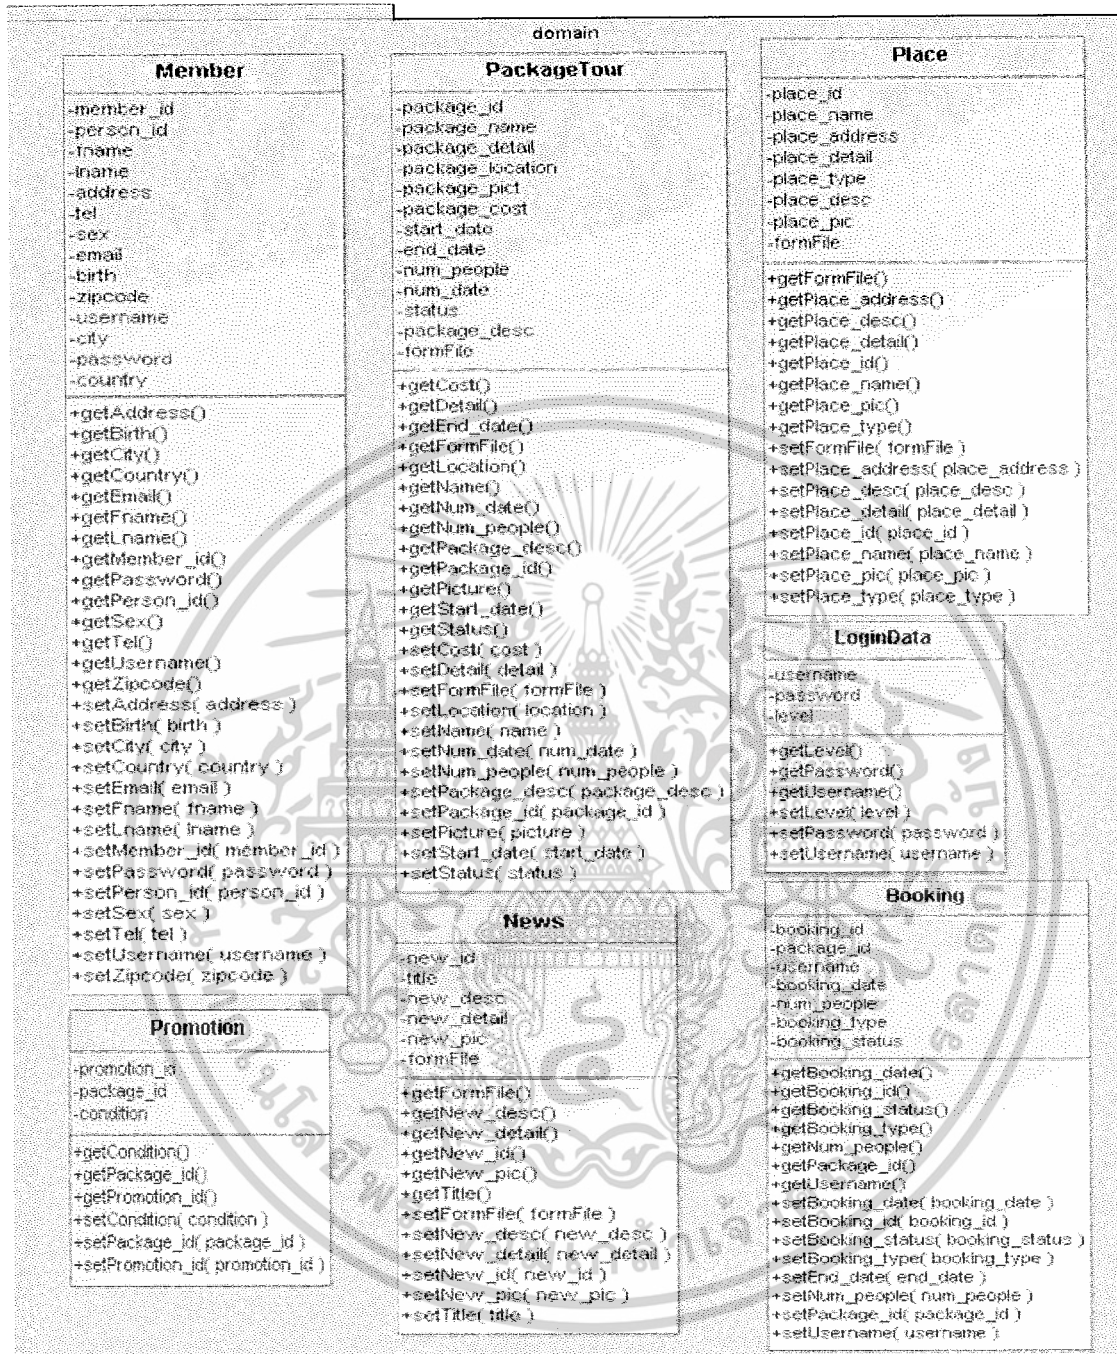 domain
Member
-member_id
-person_id
-fname
-lname
-address
-tel
-sex
-email
-birth
-zipcode
-username
-city
-password
-country
+getAddress()
+getBirth()
+getCity()
+getCountry()
+getEmail()
+getFname()
+getLname()
+getMember_id()
+getPassword()
+getPerson_id()
+getSex()
+getTel()
+getUsername()
+getZipcode()
+setAddress( address )
+setBirth( birth )
+setCity( city )
+setCountry( country )
+setEmail( email )
+setFname( fname )
+setLname( lname )
+setMember_id( member_id )
+setPassword( password )
+setPerson_id( person_id )
+setSex( sex )
+setTel( tel )
+setUsername( username )
+setZipcode( zipcode )
Promotion
-promotion_id
-package_id
-condition
+getCondition()
+getPackage_id()
+getPromotion_id()
+setCondition( condition )
+setPackage_id( package_id )
+setPromotion_id( promotion_id )
PackageTour
-package_id
-package_name
-package_detail
-package_location
-package_pict
-package_cost
-start_date
-end_date
-num_people
-num_date
-status
-package_desc
-formFile
+getCost()
+getDetail()
+getEnd_date()
+getFormFile()
+getLocation()
+getName()
+getNum_date()
+getNum_people()
+getPackage_desc()
+getPackage_id()
+getPicture()
+getStart_date()
+getStatus()
+setCost( cost )
+setDetail( detail )
+setFormFile( formFile )
+setLocation( location )
+setName( name )
+setNum_date( num_date )
+setNum_people( num_people )
+setPackage_desc( package_desc )
+setPackage_id( package_id )
+setPicture( picture )
+setStart_date( start_date )
+setStatus( status )
News
-new_id
-title
-new_desc
-new_detail
-new_pic
-formFile
+getFormFile()
+getNew_desc()
+getNew_detail()
+getNew_id()
+getNew_pic()
+getTitle()
+setFormFile( formFile )
+setNew_desc( new_desc )
+setNew_detail( new_detail )
+setNew_id( new_id )
+setNew_pic( new_pic )
+setTitle( title )
Place
-place_id
-place_name
-place_address
-place_detail
-place_type
-place_desc
-place_pic
-formFile
+getFormFile()
+getPlace_address()
+getPlace_desc()
+getPlace_detail()
+getPlace_id()
+getPlace_name()
+getPlace_pic()
+getPlace_type()
+setFormFile( formFile )
+setPlace_address( place_address )
+setPlace_desc( place_desc )
+setPlace_detail( place_detail )
+setPlace_id( place_id )
+setPlace_name( place_name )
+setPlace_pic( place_pic )
+setPlace_type( place_type )
LoginData
-username
-password
-level
+getLevel()
+getPassword()
+getUsername()
+setLevel( level )
+setPassword( password )
+setUsername( username )
Booking
-booking_id
-package_id
-username
-booking_date
-num_people
-booking_type
-booking_status
+getBooking_date()
+getBooking_id()
+getBooking_status()
+getBooking_type()
+getNum_people()
+getPackage_id()
+getUsername()
+setBooking_date( booking_date )
+setBooking_id( booking_id )
+setBooking_status( booking_status )
+setBooking_type( booking_type )
+setEnd_date( end_date )
+setNum_people( num_people )
+setPackage_id( package_id )
+setUsername( username )